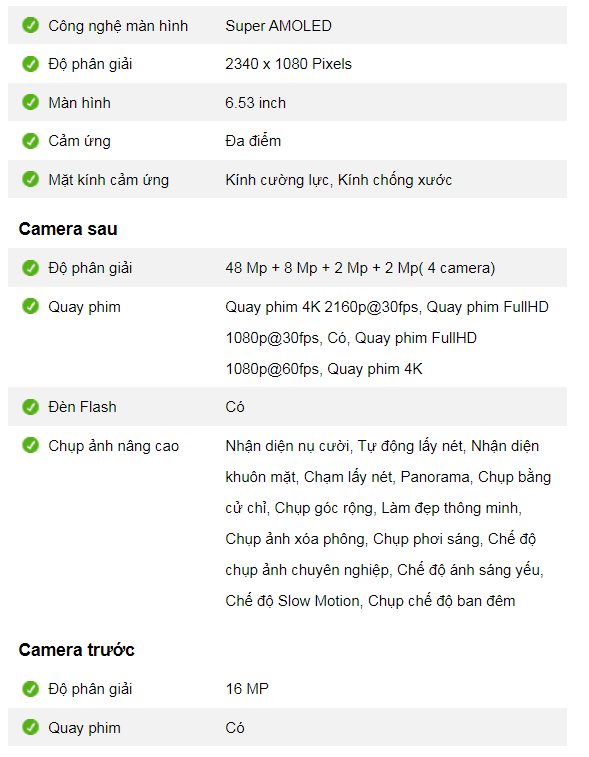 Công nghệ màn hình Super AMOLED
Độ phân giải 2340 x 1080 Pixels
Màn hình 6.53 inch
Cảm ứng Đa điểm
Mặt kính cảm ứng Kính cường lực, Kính chống xước
Camera sau
Độ phân giải 48 Mp + 8 Mp + 2 Mp + 2 Mp( 4 camera)
Quay phim Quay phim 4K 2160p@30fps, Quay phim FullHD
1080p@30fps, Có, Quay phim FullHD
1080p@60fps, Quay phim 4K
Đèn Flash Có
Chụp ảnh nâng cao Nhận diện nụ cười, Tự động lấy nét, Nhận diện
khuôn mặt, Chạm lấy nét, Panorama, Chụp bằng
cử chỉ, Chụp góc rộng, Làm đẹp thông minh,
Chụp ảnh xóa phông, Chụp phơi sáng, Chế độ
chụp ảnh chuyên nghiệp, Chế độ ánh sáng yếu,
Chế độ Slow Motion, Chụp chế độ ban đêm
Camera trước
Độ phân giải 16 MP
Quay phim Có